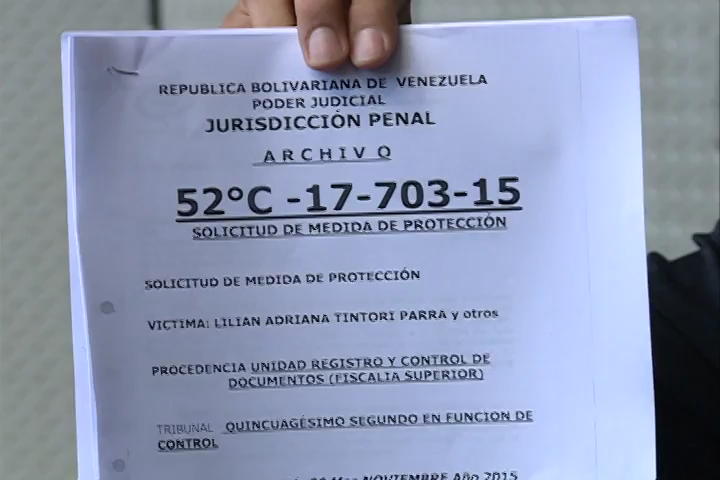 REPUBLICA BOLIVARIANA DE VENEZUELA
PODER JUDICIAL
JURISDICCIÓN PENAL
ARCHIVO
52°C -17-703-15
SOLICITUD DE MEDIDA DE PROTECCIÓN
SOLICITUD DE MEDIDA DE PROTECCIÓN
VICTIMA: LILIAN ADRIANA TINTORI PARRA y otros
PROCEDENCIA UNIDAD REGISTRO Y CONTROL DE
DOCUMENTOS (FISCALIA SUPERIOR)
TRIBUNAL QUINCUAGÉSIMO SEGUNDO EN FUNCION DE
CONTROL
NOVIEMBRE Año 2015